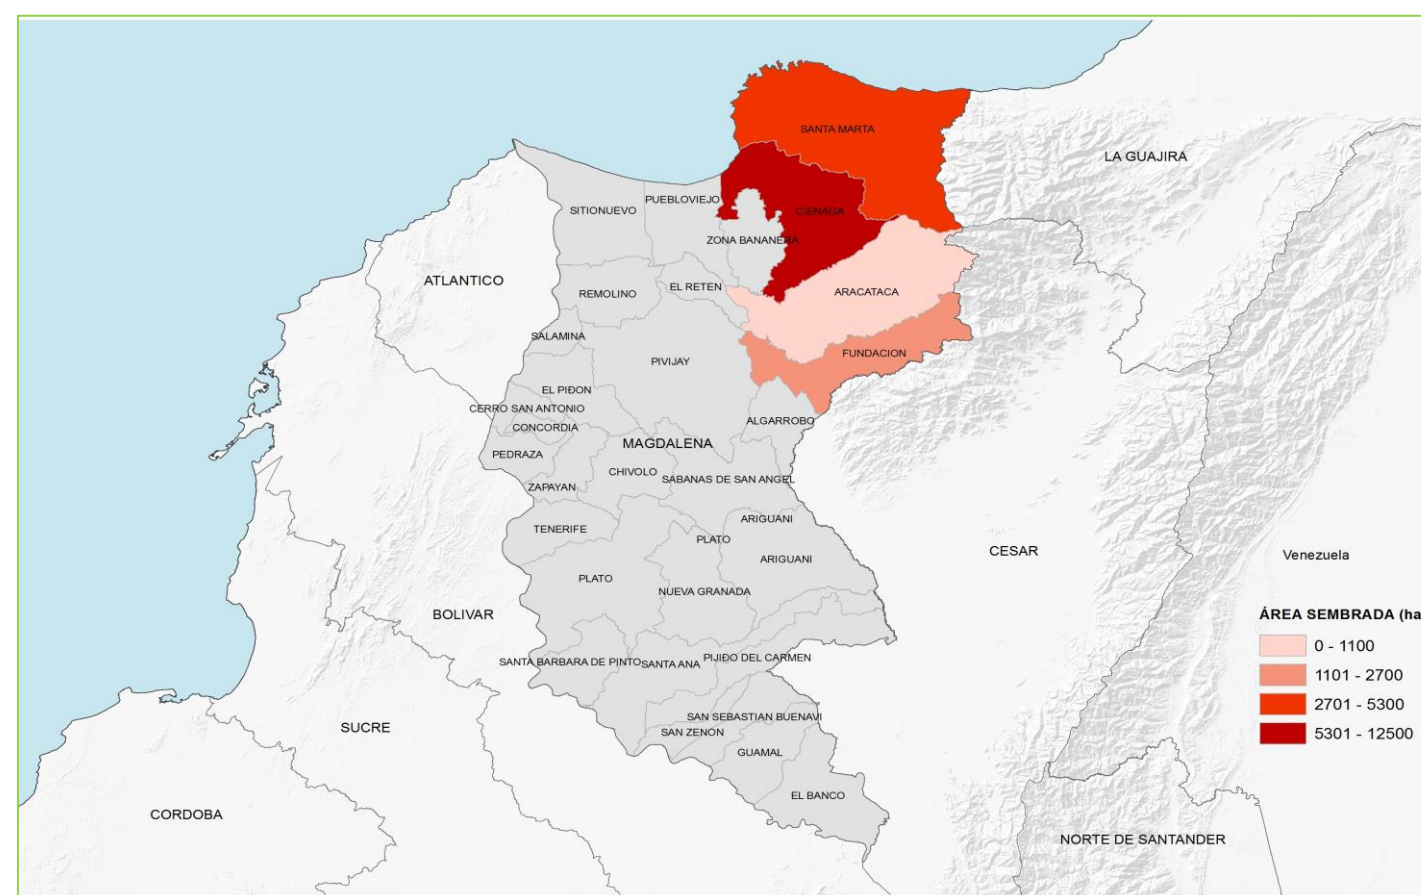 SANTA MARTA
LA GUAJIRA
PUEBLOVIEJO
SITIONUEVO
CIENAGA
ZONA BANANERA
ATLANTICO
EL RETEN
ARACATACA
REMOLINO
SALAMINA
FUNDACION
PIVIJAY
EL PIÐON
CERRO SAN ANTONIO
ALGARROBO
CONCORDIA
MAGDALENA
PEDRAZA
CHIVOLO
SABANAS DE SAN ANGEL
ZAPAYAN
ARIGUANI
TENERIFE
PLATO
CESAR
Venezuela
ARIGUANI
PLATO
NUEVA GRANADA
BOLIVAR
ÁREA SEMBRADA (ha
0 - 1100
1101 - 2700
2701 - 5300
5301 - 12500
SANTA BARBARA DE PINTO
SANTA ANA
PIJIÐO DEL CARMEN
SAN SEBASTIAN BUENAVI
SUCRE
SAN ZENON
GUAMAL
EL BANCO
CORDOBA
NORTE DE SANTANDER